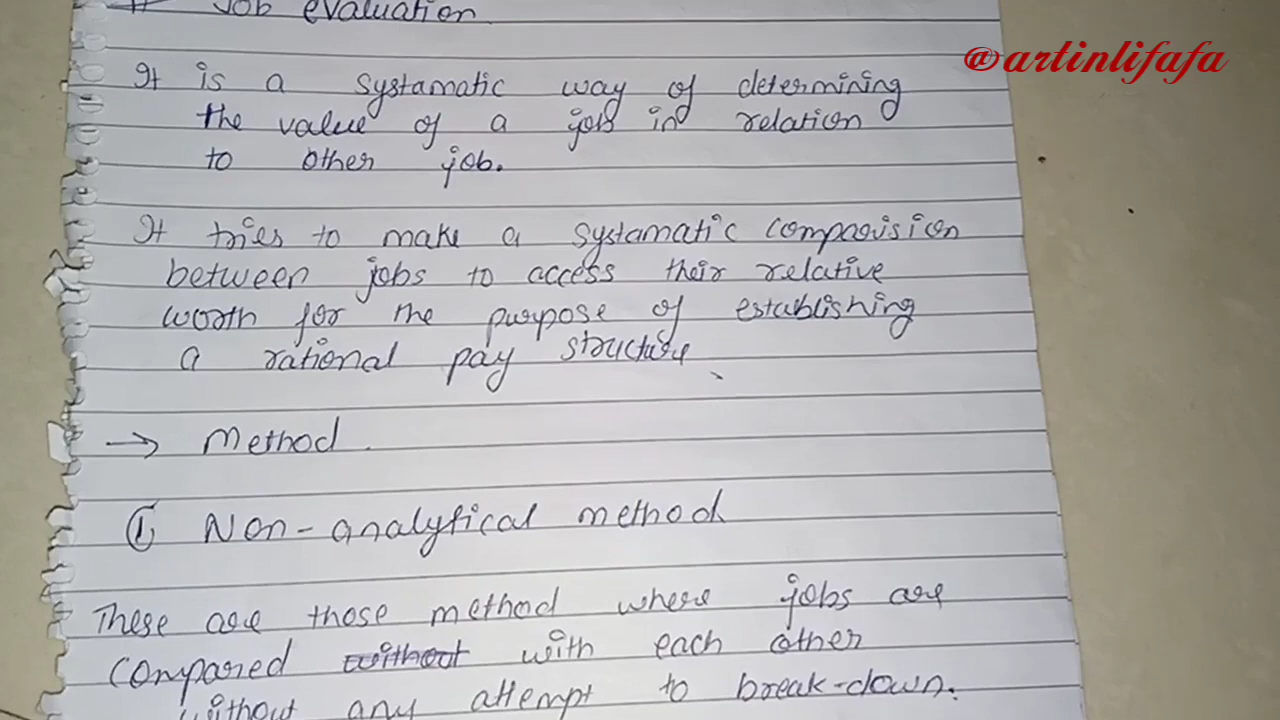 # Job evaluation
@artinlifafa
It is a systamatic way of determining
the value of a job in relation
to other job.
It tries to make a systamatic comparision
between jobs to access their relative
worth for the purpose of establishing
a rational pay structure
→ Method.
① Non-analytical method
These are those method where jobs are
compared without with each other
without any attempt to break-down.